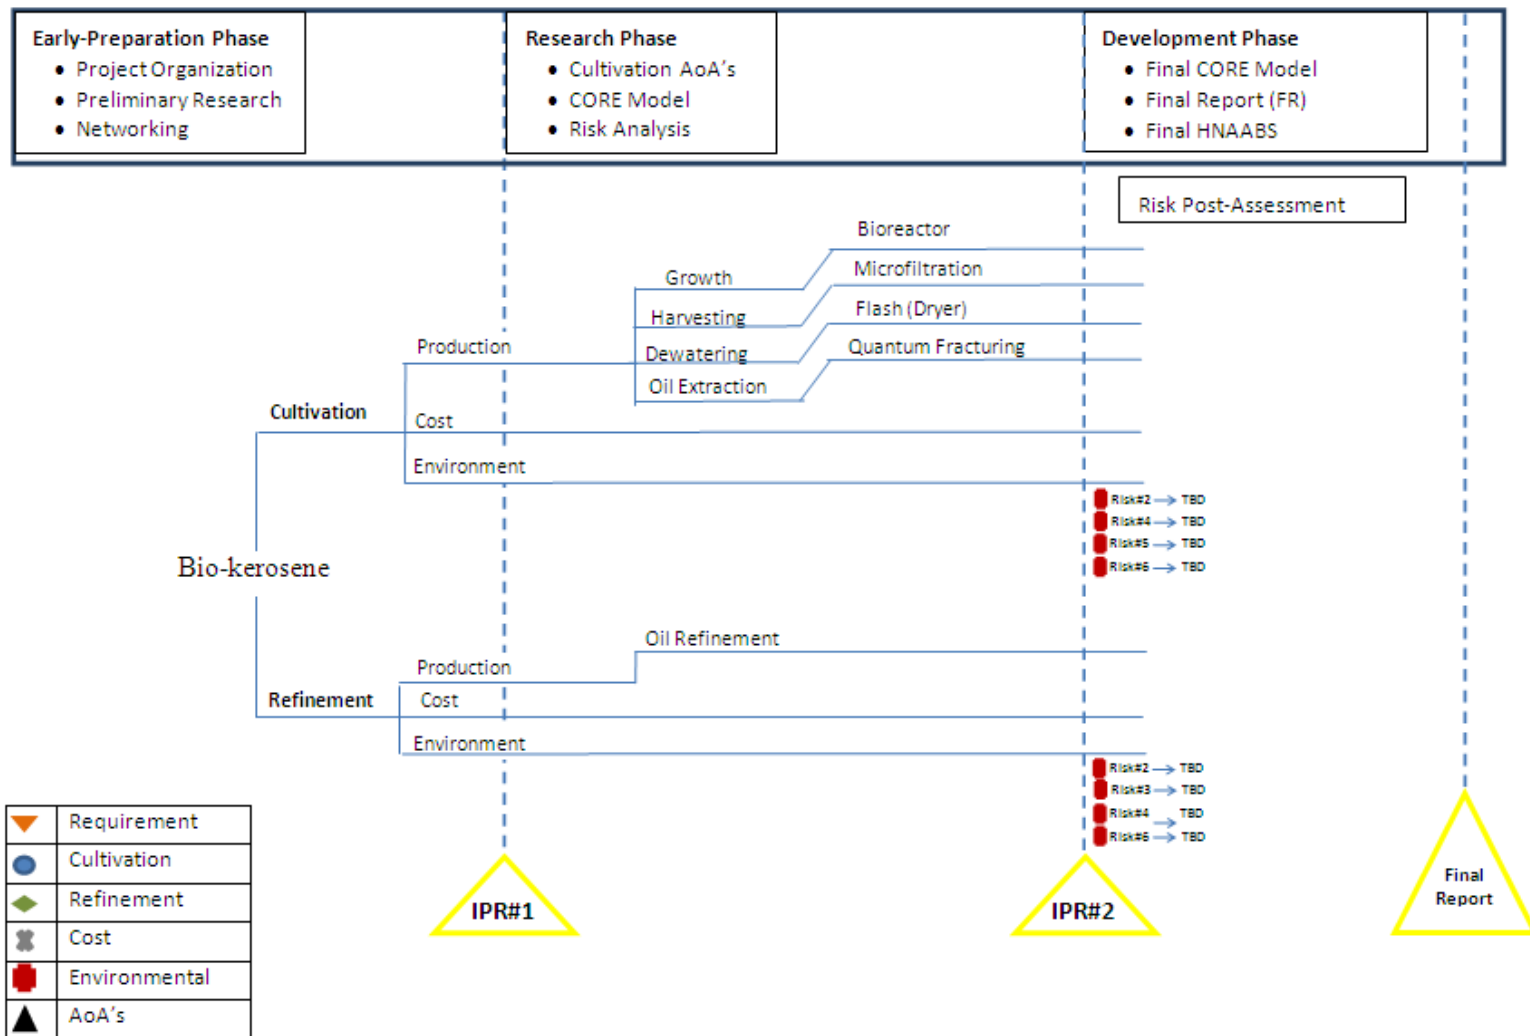 Early-Preparation Phase
• Project Organization
• Preliminary Research
• Networking
Research Phase
• Cultivation AoA's
• CORE Model
• Risk Analysis
Development Phase
• Final CORE Model
• Final Report (FR)
• Final HNAABS
Risk Post-Assessment
Bioreactor
Growth
Microfiltration
Harvesting
Flash (Dryer)
Production
Dewatering
Quantum Fracturing
Oil Extraction
Cultivation
Cost
Environment
Risk#2 → TBD
Risk#4 → TBD
Risk#5 → TBD
Risk#6 → TBD
Bio-kerosene
Oil Refinement
Production
Refinement
Cost
Environment
Risk#2 → TBD
Risk#3 → TBD
Risk#4 → TBD
Risk#6 TBD
Requirement
Cultivation
Refinement
Cost
Environmental
AoA's
IPR#1
IPR#2
Final
Report